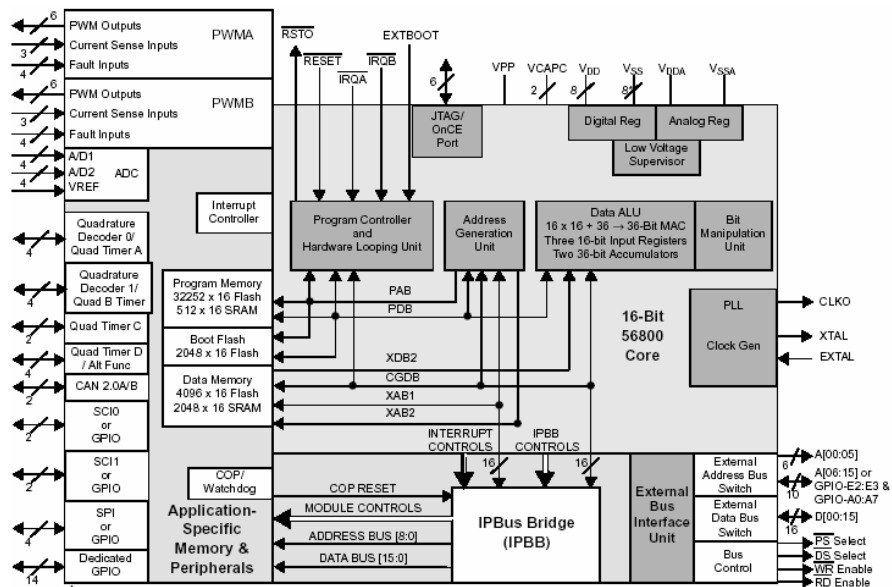 6
PWM Outputs
Current Sense Inputs
3
Fault Inputs
4
PWMA
6
PWM Outputs
Current Sense Inputs
3
Fault Inputs
4
PWMB
4
A/D1
4
A/D2
4
VREF
ADC
RSTO
RESET
IRQA
IRQB
EXTBOOT
6
JTAG/
OnCE
Port
VPP
VCAPC
2
VDD
8
VSS
8*
VDDA
VSSA
Digital Reg
Analog Reg
Low Voltage
Supervisor
Interrupt
Controller
Program Controller
and
Hardware Looping Unit
Address
Generation
Unit
Data ALU
16 x 16 + 36 → 36-Bit MAC
Three 16-bit Input Registers
Two 36-bit Accumulators
Bit
Manipulation
Unit
Quadrature
Decoder 0/
Quad Timer A
4
Quadrature
Decoder 1/
Quad B Timer
4
Quad Timer C
2
Quad Timer D
/ Alt Func
4
CAN 2.0A/B
2
SCI0
or
GPIO
2
SCI1
or
GPIO
2
SPI
or
GPIO
4
Dedicated
GPIO
14
Program Memory
32252 x 16 Flash
512 x 16 SRAM
Boot Flash
2048 x 16 Flash
Data Memory
4096 x 16 Flash
2048 x 16 SRAM
PAB
PDB
XDB2
CGDB
XAB1
XAB2
16-Bit
56800
Core
PLL
Clock Gen
CLKO
XTAL
EXTAL
INTERRUPT
CONTROLS
16
IPBB
CONTROLS
16
COP/
Watchdog
COP RESET
MODULE CONTROLS
ADDRESS BUS [8:0]
DATA BUS [15:0]
Application-
Specific
Memory &
Peripherals
IPBus Bridge
(IPBB)
External
Bus
Interface
Unit
External
Address Bus
Switch
External
Data Bus
Switch
Bus
Control
6
A[00:05]
10
A[06:15] or
GPIO-E2:E3 &
GPIO-A0:A7
16
D[00:15]
PS Select
DS Select
WR Enable
RD Enable